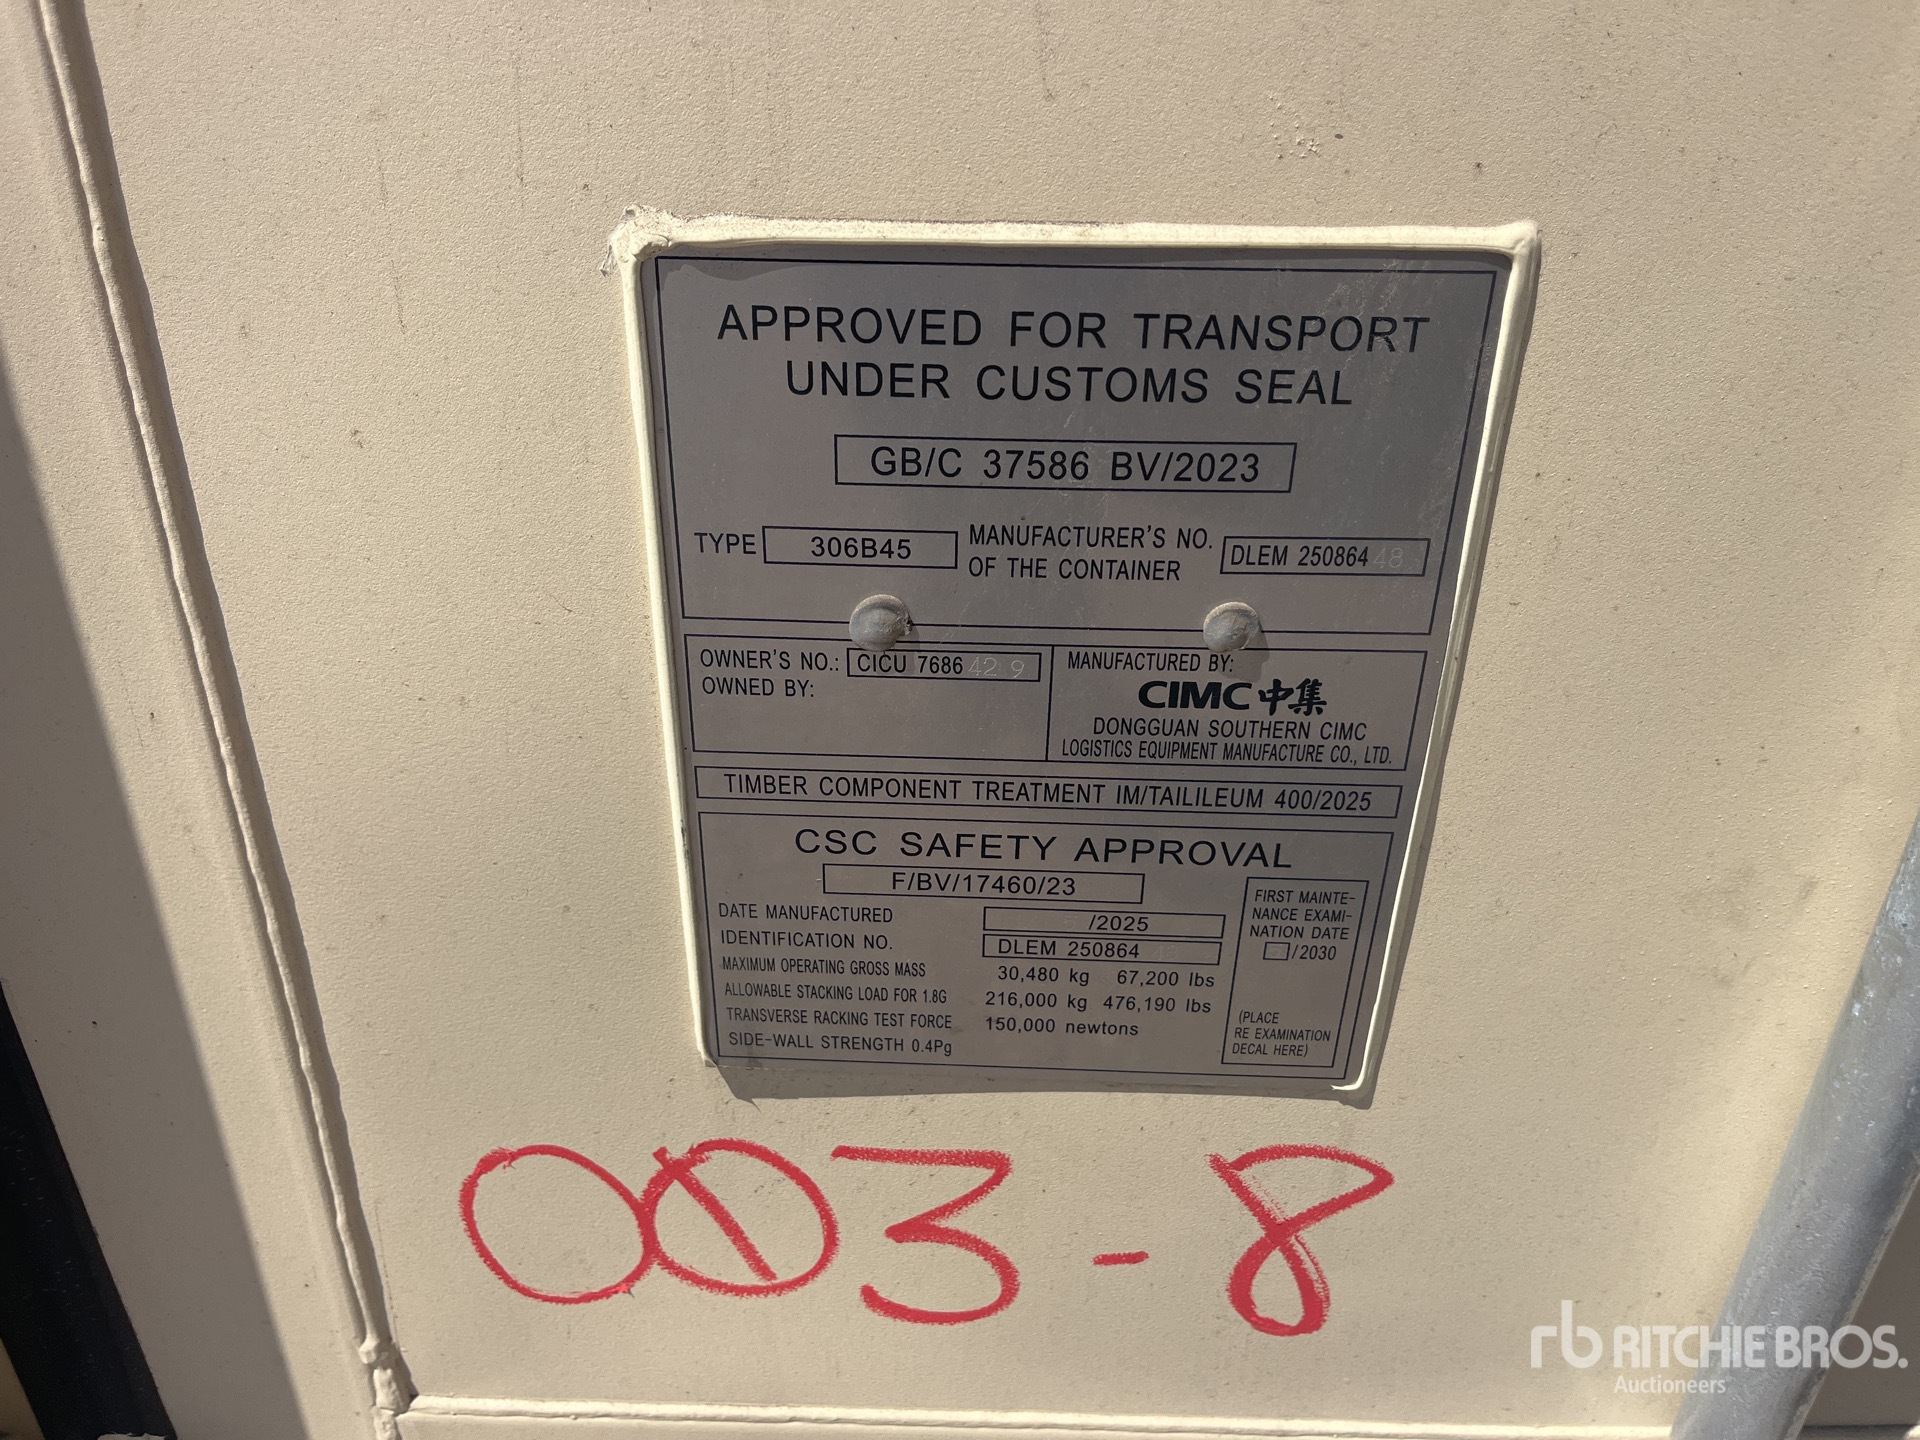 APPROVED FOR TRANSPORT
UNDER CUSTOMS SEAL
GB/C 37586 BV/2023
TYPE 306B45
MANUFACTURER'S NO.
OF THE CONTAINER
DLEM 250864 48
OWNER'S NO.: CICU 7686 42 9
OWNED BY:
MANUFACTURED BY:
CIMC 中集
DONGGUAN SOUTHERN CIMC
LOGISTICS EQUIPMENT MANUFACTURE CO., LTD.
TIMBER COMPONENT TREATMENT IM/TAILILEUM 400/2025
CSC SAFETY APPROVAL
F/BV/17460/23
DATE MANUFACTURED /2025
IDENTIFICATION NO. DLEM 250864
MAXIMUM OPERATING GROSS MASS 30,480 kg 67,200 lbs
ALLOWABLE STACKING LOAD FOR 1.8G 216,000 kg 476,190 lbs
TRANSVERSE RACKING TEST FORCE 150,000 newtons
SIDE-WALL STRENGTH 0.4Pg
FIRST MAINTE-
NANCE EXAMI-
NATION DATE
/2030
(PLACE
RE EXAMINATION
DECAL HERE)
003-8
rb RITCHIE BROS.
Auctioneers